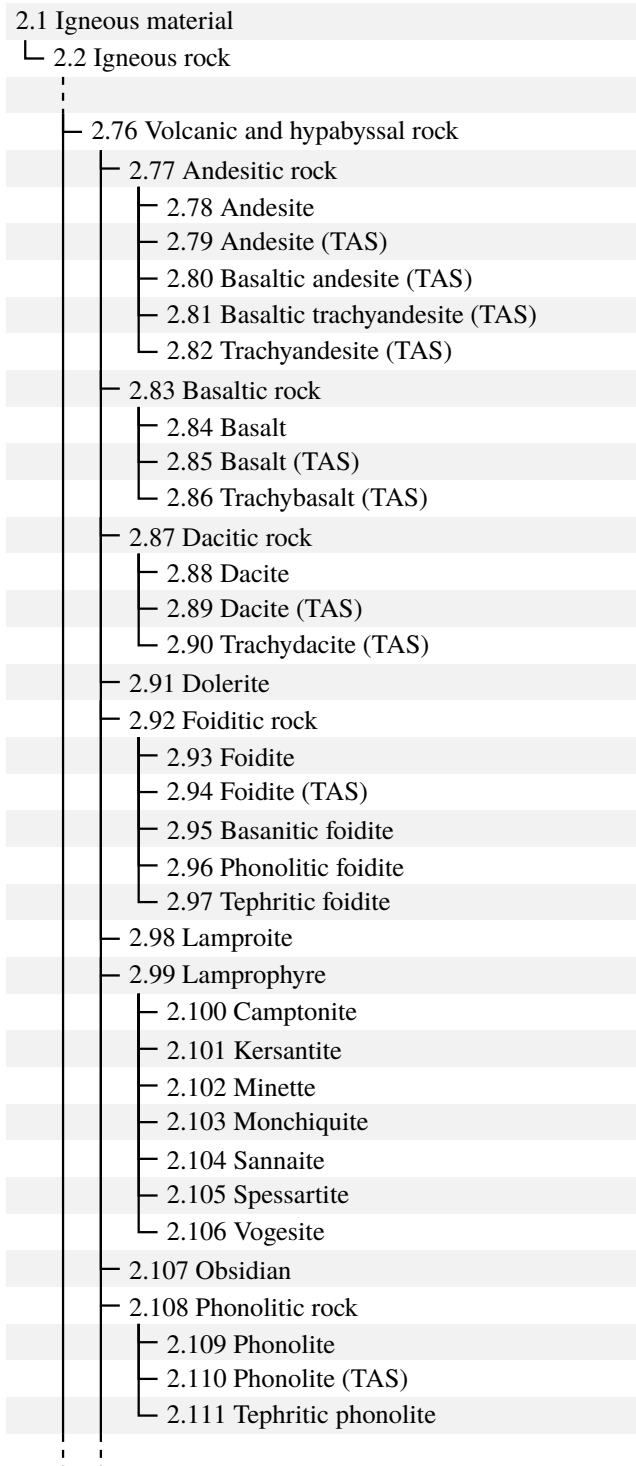 2.1 Igneous material
2.2 Igneous rock
2.76 Volcanic and hypabyssal rock
2.77 Andesitic rock
2.78 Andesite
2.79 Andesite (TAS)
2.80 Basaltic andesite (TAS)
2.81 Basaltic trachyandesite (TAS)
2.82 Trachyandesite (TAS)
2.83 Basaltic rock
2.84 Basalt
2.85 Basalt (TAS)
2.86 Trachybasalt (TAS)
2.87 Dacitic rock
2.88 Dacite
2.89 Dacite (TAS)
2.90 Trachydacite (TAS)
2.91 Dolerite
2.92 Foiditic rock
2.93 Foidite
2.94 Foidite (TAS)
2.95 Basanitic foidite
2.96 Phonolitic foidite
2.97 Tephritic foidite
2.98 Lamproite
2.99 Lamprophyre
2.100 Camptonite
2.101 Kersantite
2.102 Minette
2.103 Monchiquite
2.104 Sannaite
2.105 Spessartite
2.106 Vogesite
2.107 Obsidian
2.108 Phonolitic rock
2.109 Phonolite
2.110 Phonolite (TAS)
2.111 Tephritic phonolite